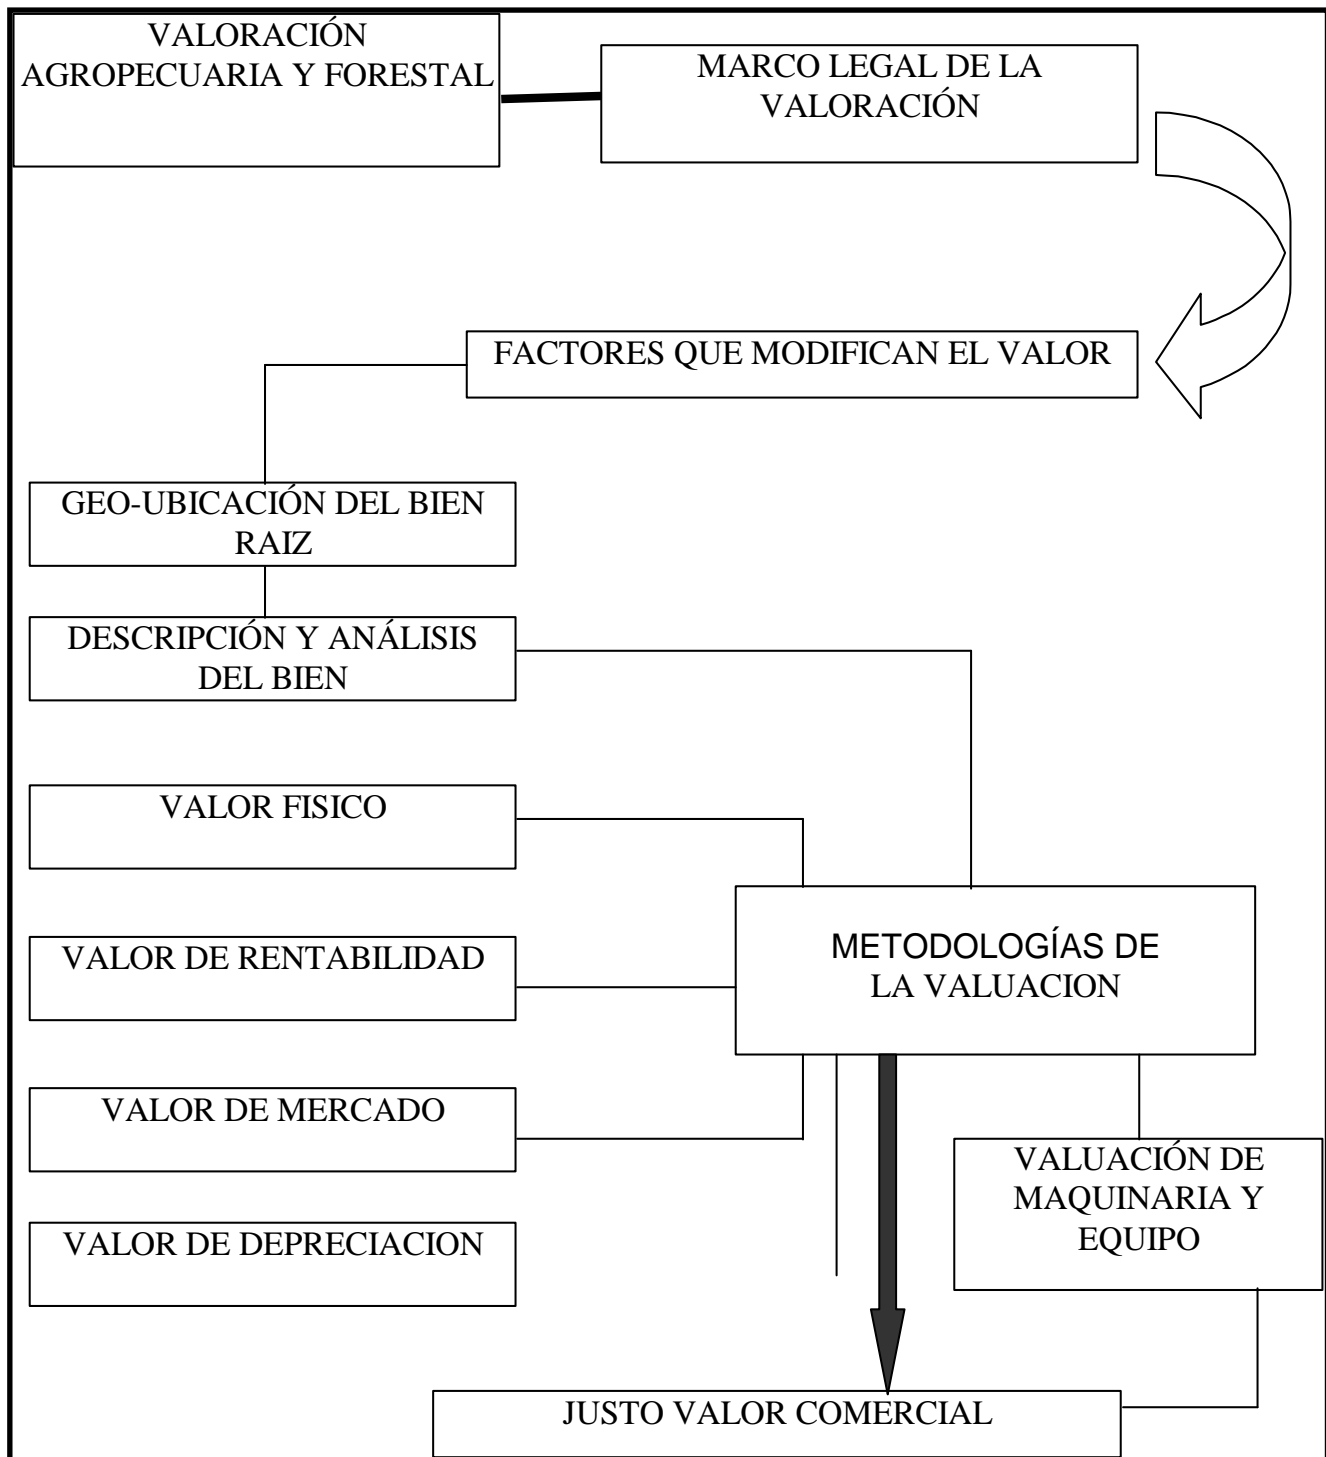 VALORACIÓN
AGROPECUARIA Y FORESTAL
MARCO LEGAL DE LA
VALORACIÓN
FACTORES QUE MODIFICAN EL VALOR
GEO-UBICACIÓN DEL BIEN
RAIZ
DESCRIPCIÓN Y ANÁLISIS
DEL BIEN
VALOR FISICO
VALOR DE RENTABILIDAD
METODOLOGÍAS DE
LA VALUACION
VALOR DE MERCADO
VALUACIÓN DE
MAQUINARIA Y
EQUIPO
VALOR DE DEPRECIACION
JUSTO VALOR COMERCIAL